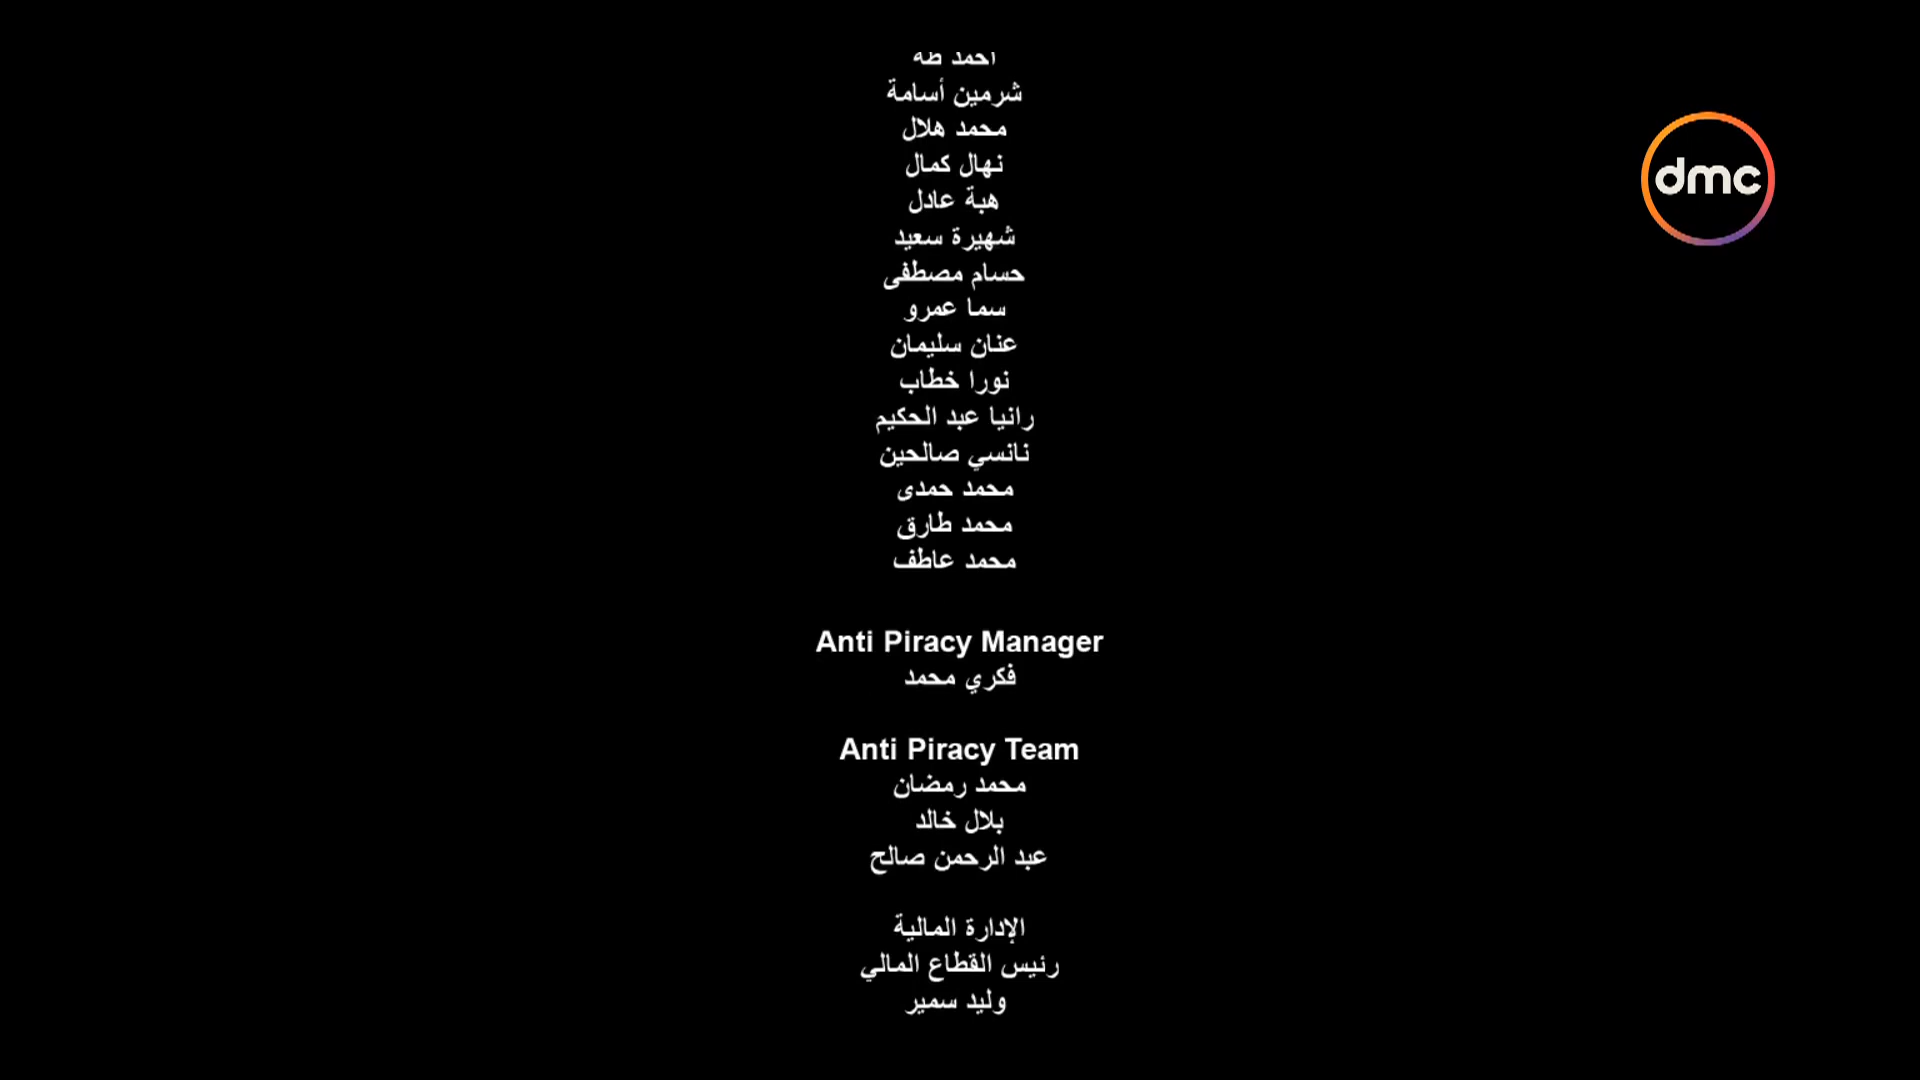 أحمد طه
شرمين أسامة
محمد هلال
نهال كمال
هبة عادل
شهيرة سعيد
حسام مصطفى
سما عمرو
عنان سليمان
نورا خطاب
رانيا عبد الحكيم
نانسي صالحين
محمد حمدى
محمد طارق
محمد عاطف
Anti Piracy Manager
فكري محمد
Anti Piracy Team
محمد رمضان
بلال خالد
عبد الرحمن صالح
الإدارة المالية
رئيس القطاع المالي
وليد سمير
dmc